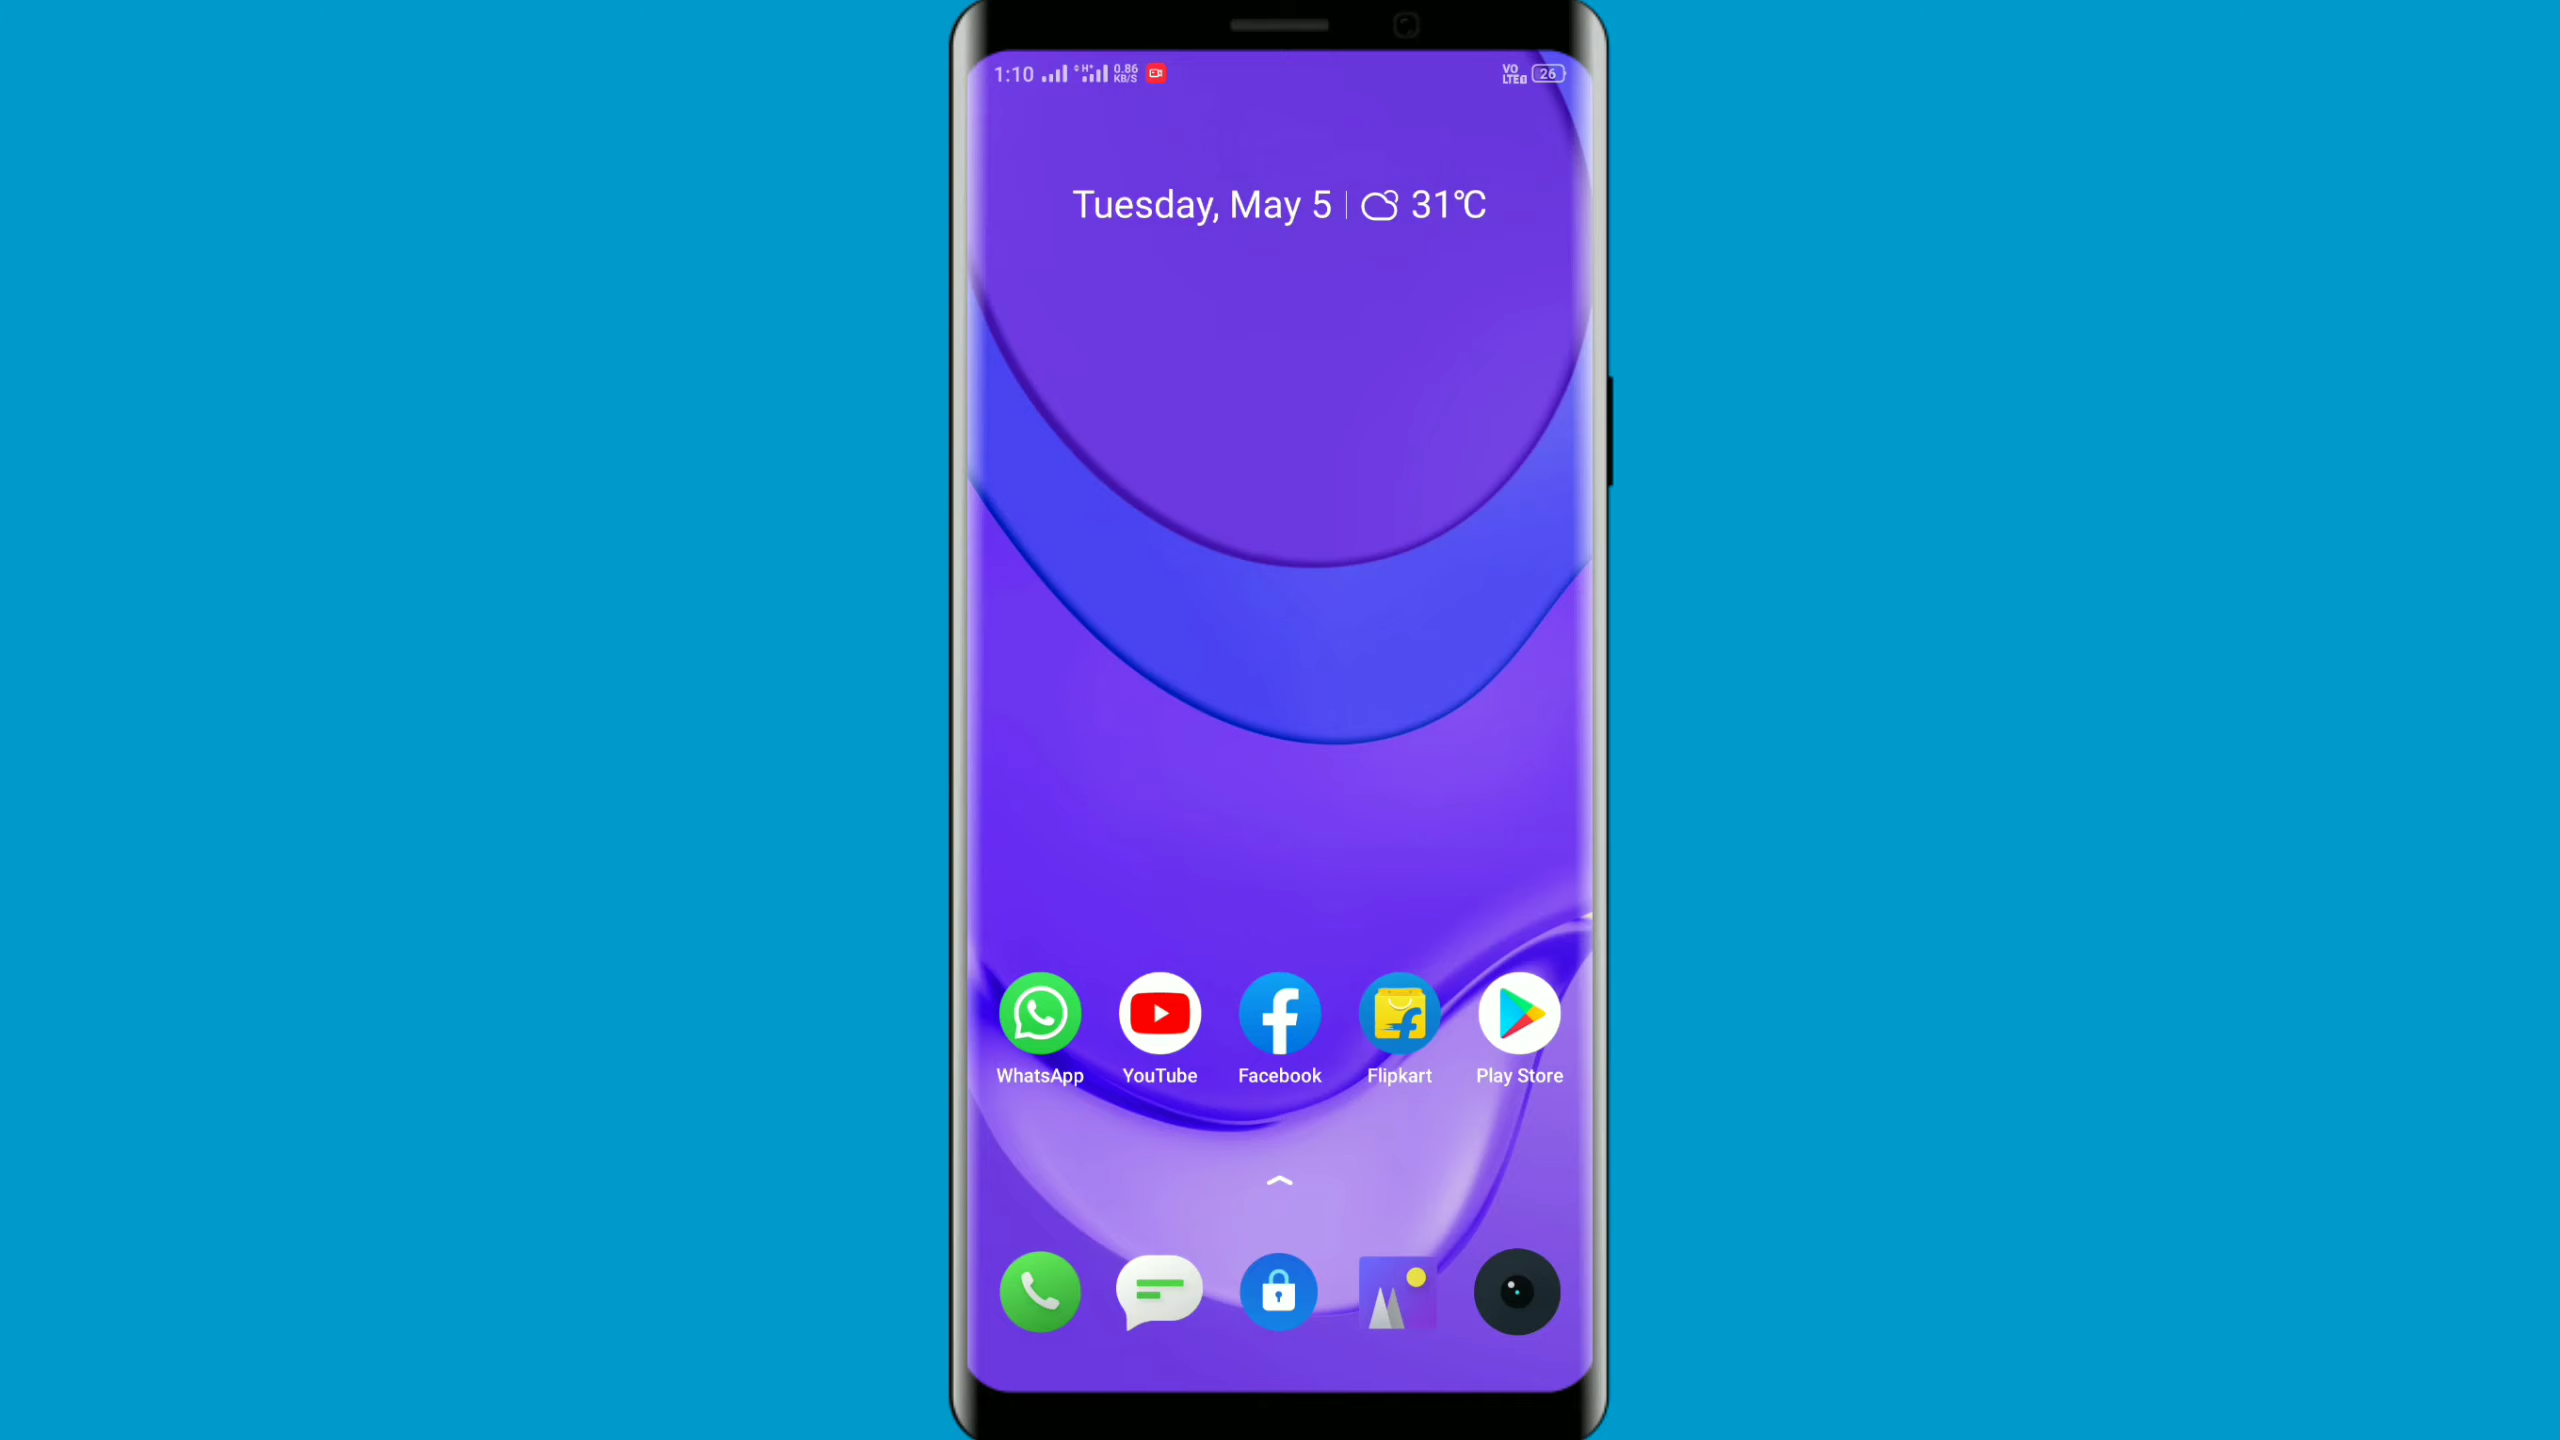 1:10 H+ 0.86 KB/S VO LTE 26
Tuesday, May 5 31°C
WhatsApp YouTube Facebook Flipkart Play Store